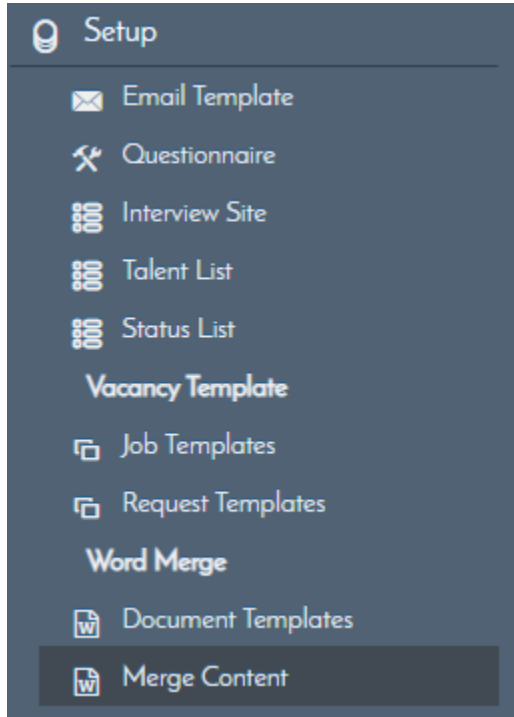 Setup
Email Template
Questionnaire
Interview Site
Talent List
Status List
Vacancy Template
Job Templates
Request Templates
Word Merge
Document Templates
Merge Content